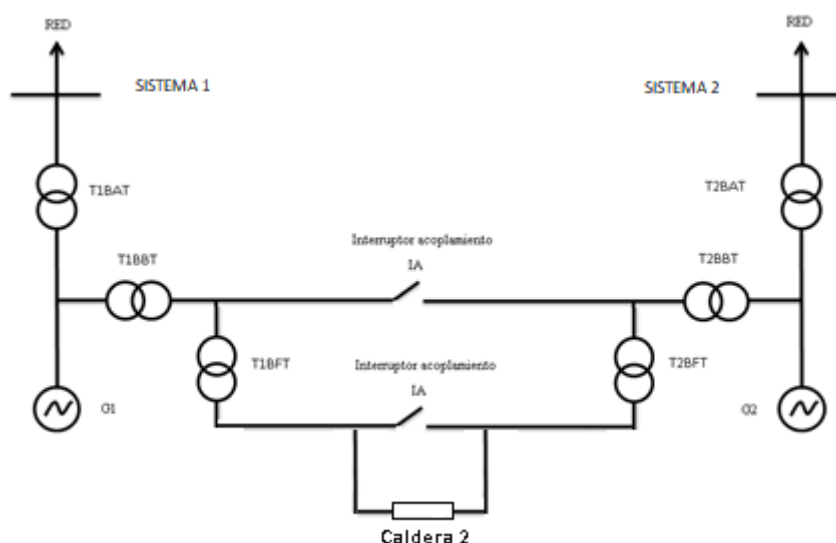 RED
RED
SISTEMA 1
SISTEMA 2
T1BAT
T2BAT
Interruptor acoplamiento
IA
T1BBT
T2BBT
T1BFT
Interruptor acoplamiento
IA
T2BFT
G1
G2
Caldera 2